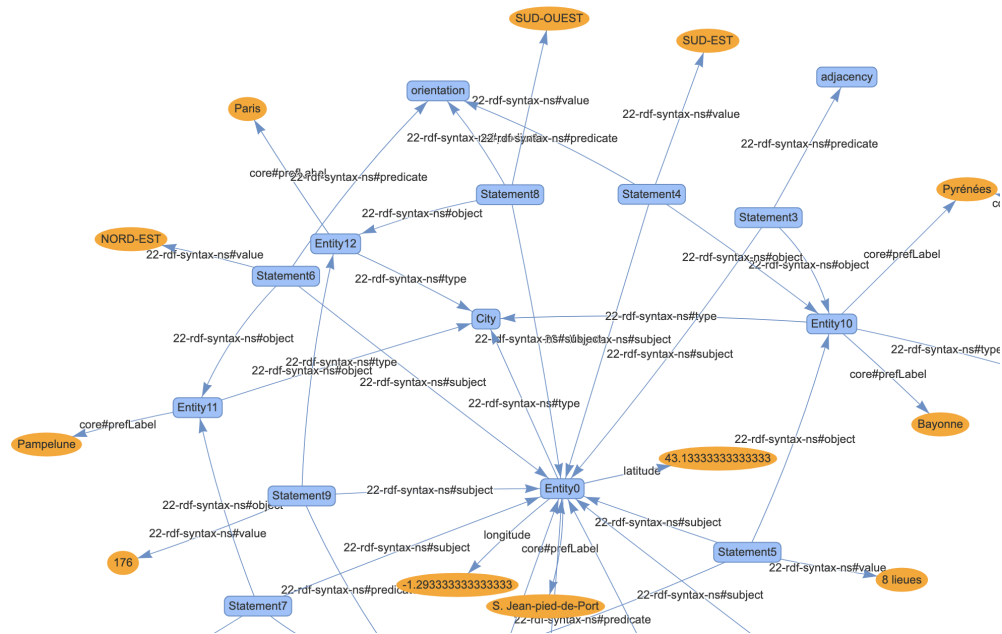 SUD-OUEST
SUD-EST
adjacency
orientation
22-rdf-syntax-ns#value
Paris
22-rdf-syntax-ns#value
22-rdf-syntax-ns#predicate
22-rdf-syntax-ns#predicate
core#prefLabel
22-rdf-syntax-ns#predicate
Statement8
Statement4
Pyrénées
22-rdf-syntax-ns#object
Statement3
NORD-EST
Entity12
22-rdf-syntax-ns#value
22-rdf-syntax-ns#object
22-rdf-syntax-ns#object
core#prefLabel
Statement6
22-rdf-syntax-ns#type
City
22-rdf-syntax-ns#type
Entity10
22-rdf-syntax-ns#object
22-rdf-syntax-ns#subject
22-rdf-syntax-ns#type
22-rdf-syntax-ns#type
22-rdf-syntax-ns#subject
22-rdf-syntax-ns#object
22-rdf-syntax-ns#subject
core#prefLabel
Entity11
22-rdf-syntax-ns#type
core#prefLabel
Bayonne
Pampelune
22-rdf-syntax-ns#object
43.13333333333333
latitude
Statement9
22-rdf-syntax-ns#subject
Entity0
22-rdf-syntax-ns#object
22-rdf-syntax-ns#subject
22-rdf-syntax-ns#value
longitude
22-rdf-syntax-ns#subject
core#prefLabel
Statement5
176
22-rdf-syntax-ns#value
8 lieues
-1.293333333333333
22-rdf-syntax-ns#predicate
22-rdf-syntax-ns#subject
Statement7
S. Jean-pied-de-Port
22-rdf-syntax-ns#predicate